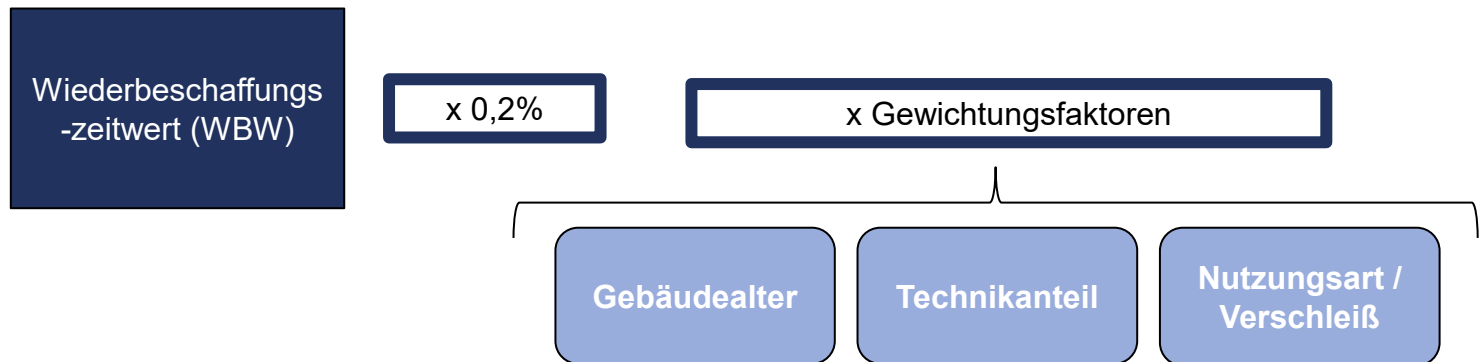 Wiederbeschaffungs
-zeitwert (WBW)
x 0,2%
x Gewichtungsfaktoren
Gebäudealter
Technikanteil
Nutzungsart /
Verschleiß